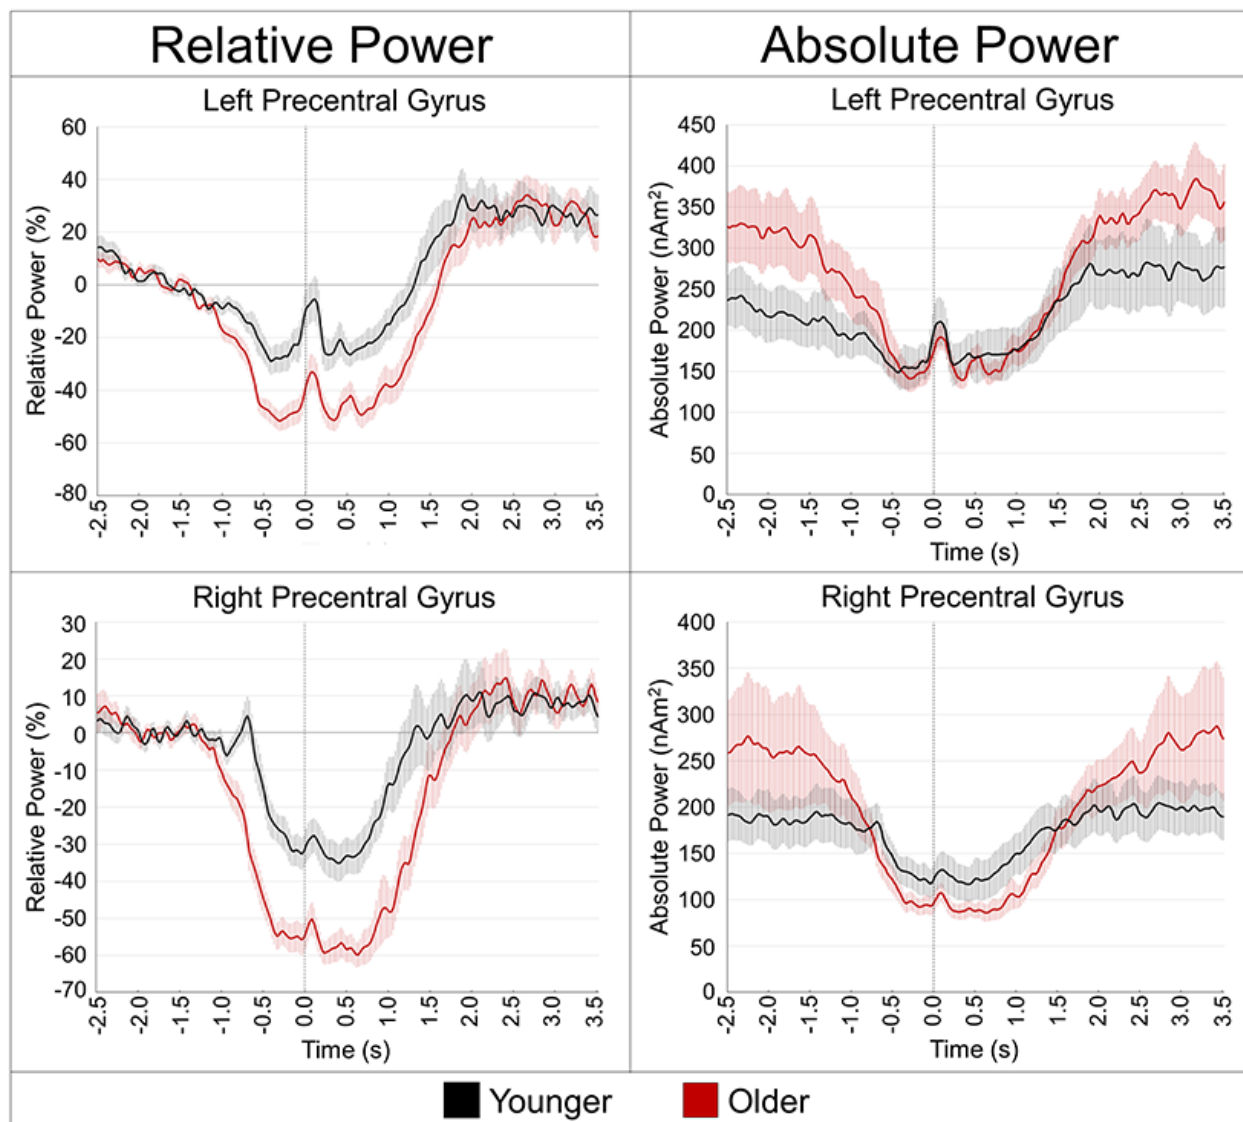 Relative Power
Absolute Power
Left Precentral Gyrus
Relative Power (%)
60
40
20
0
-20
-40
-60
-80
-2.5 -2.0 -1.5 -1.0 -0.5 0.0 0.5 1.0 1.5 2.0 2.5 3.0 3.5
Left Precentral Gyrus
Absolute Power (nAm²)
450
400
350
300
250
200
150
100
50
0
-2.5 -2.0 -1.5 -1.0 -0.5 0.0 0.5 1.0 1.5 2.0 2.5 3.0 3.5
Time (s)
Right Precentral Gyrus
Relative Power (%)
30
20
10
0
-10
-20
-30
-40
-50
-60
-70
-2.5 -2.0 -1.5 -1.0 -0.5 0.0 0.5 1.0 1.5 2.0 2.5 3.0 3.5
Time (s)
Right Precentral Gyrus
Absolute Power (nAm²)
400
350
300
250
200
150
100
50
0
-2.5 -2.0 -1.5 -1.0 -0.5 0.0 0.5 1.0 1.5 2.0 2.5 3.0 3.5
Time (s)
Younger
Older